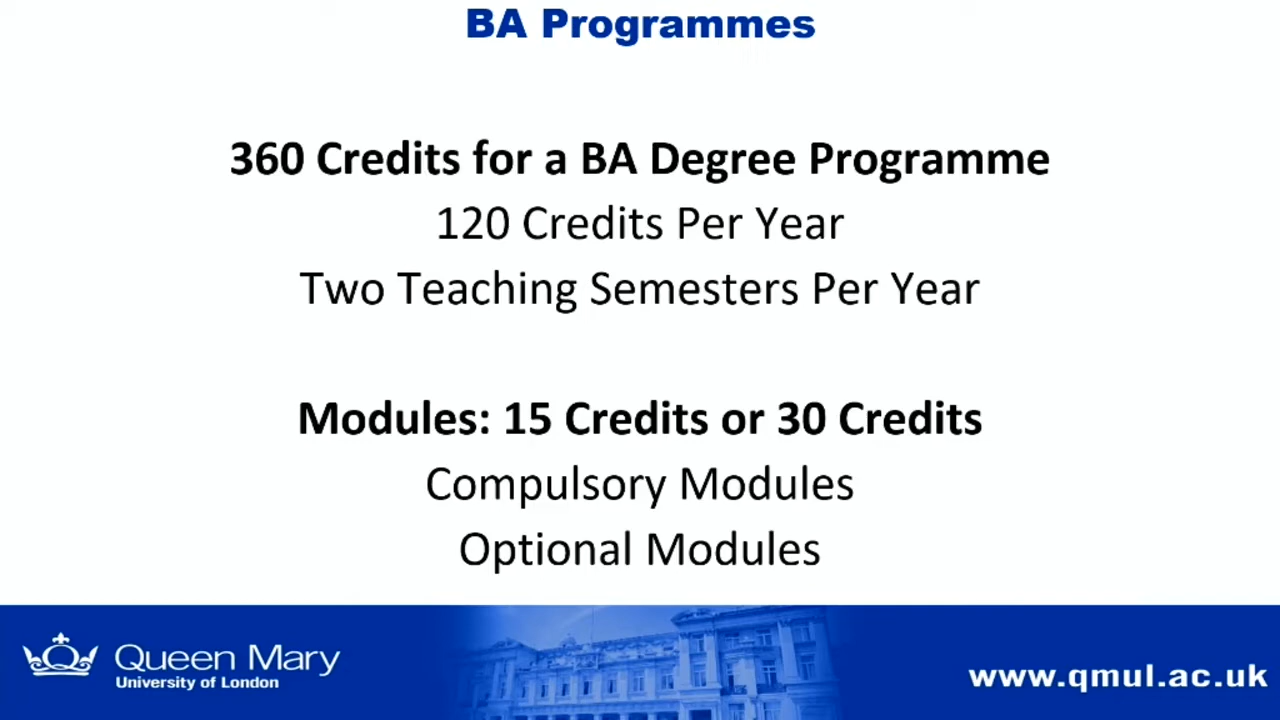 BA Programmes
360 Credits for a BA Degree Programme
120 Credits Per Year
Two Teaching Semesters Per Year
Modules: 15 Credits or 30 Credits
Compulsory Modules
Optional Modules
Queen Mary
University of London
www.qmul.ac.uk